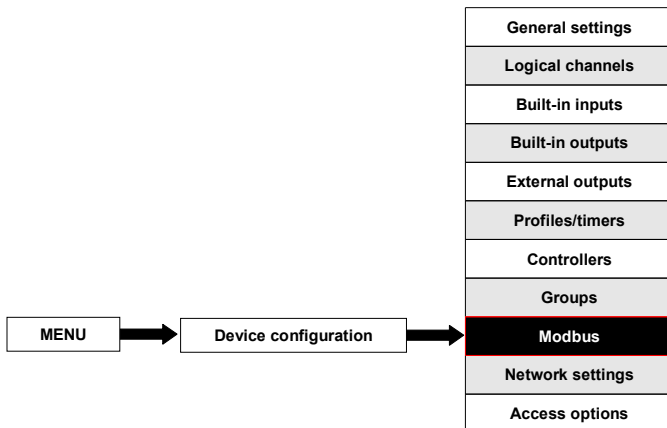 General settings
Logical channels
Built-in inputs
Built-in outputs
External outputs
Profiles/timers
Controllers
Groups
MENU
Device configuration
Modbus
Network settings
Access options